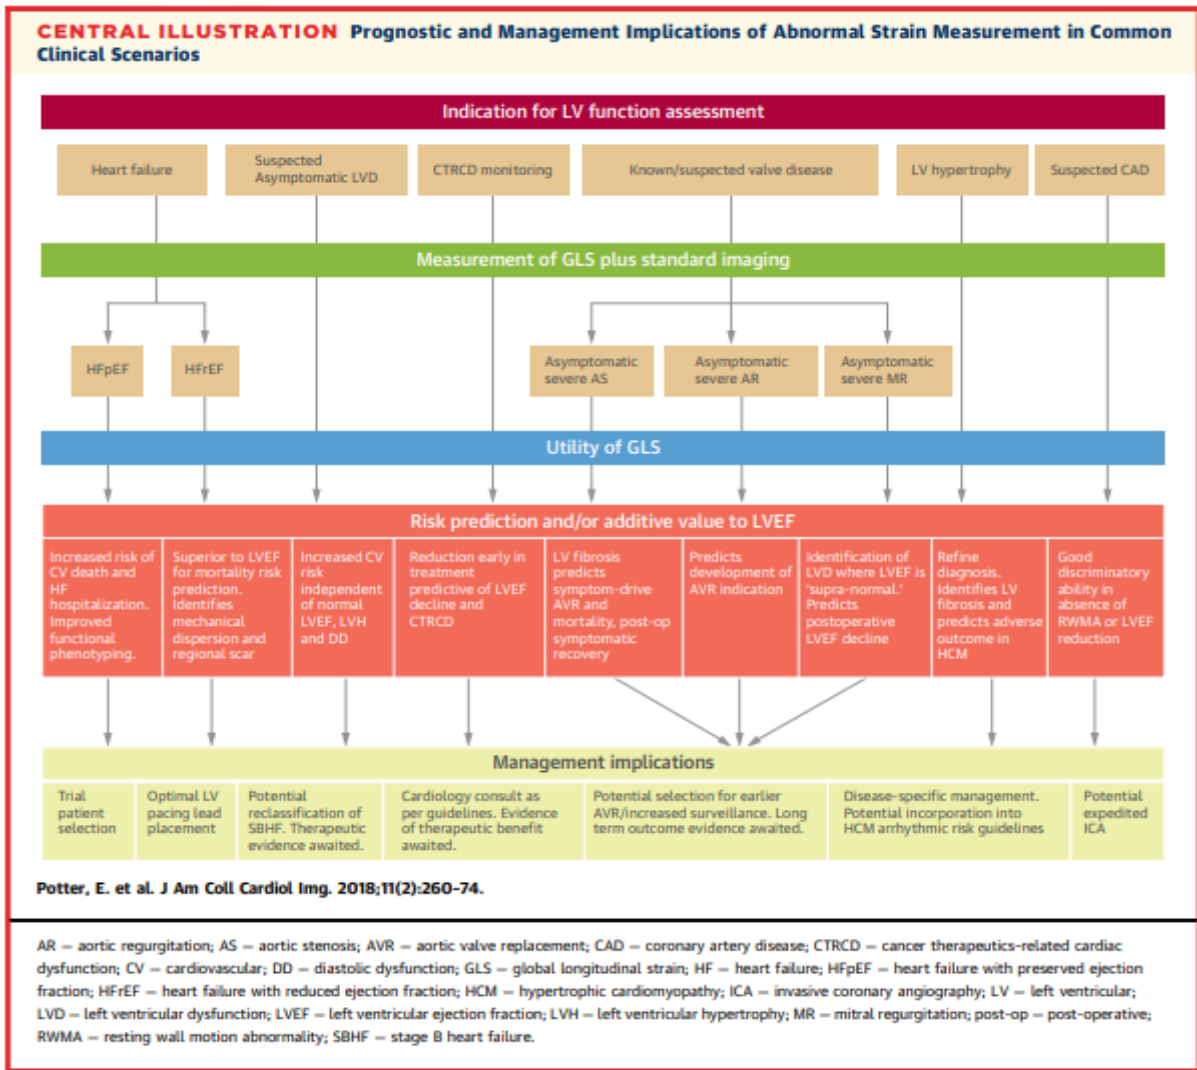 CENTRAL ILLUSTRATION Prognostic and Management Implications of Abnormal Strain Measurement in Common
Clinical Scenarios
Indication for LV function assessment
Heart failure
Suspected
Asymptomatic LVD
CTRCD monitoring
Known/suspected valve disease
LV hypertrophy
Suspected CAD
Measurement of GLS plus standard imaging
HFpEF
HFrEF
Asymptomatic
severe AS
Asymptomatic
severe AR
Asymptomatic
severe MR
Utility of GLS
Risk prediction and/or additive value to LVEF
Increased risk of
CV death and
HF
hospitalization.
Improved
functional
phenotyping.
Superior to LVEF
for mortality risk
prediction.
Identifies
mechanical
dispersion and
regional scar
Increased CV
risk
independent
of normal
LVEF, LVH
and DD
Reduction early in
treatment
predictive of LVEF
decline and
CTRCD
LV fibrosis
predicts
symptom-drive
AVR and
mortality, post-op
symptomatic
recovery
Predicts
development of
AVR indication
Identification of
LVD where LVEF is
'supra-normal.'
Predicts
postoperative
LVEF decline
Refine
diagnosis.
Identifies LV
fibrosis and
predicts adverse
outcome in
HCM
Good
discriminatory
ability in
absence of
RWMA or LVEF
reduction
Management implications
Trial
patient
selection
Optimal LV
pacing lead
placement
Potential
reclassification of
SBHF. Therapeutic
evidence awaited.
Cardiology consult as
per guidelines. Evidence
of therapeutic benefit
awaited.
Potential selection for earlier
AVR/increased surveillance. Long
term outcome evidence awaited.
Disease-specific management.
Potential incorporation into
HCM arrhythmic risk guidelines
Potential
expedited
ICA
Potter, E. et al. J Am Coll Cardiol Img. 2018;11(2):260–74.
AR = aortic regurgitation; AS = aortic stenosis; AVR = aortic valve replacement; CAD = coronary artery disease; CTRCD = cancer therapeutics-related cardiac
dysfunction; CV = cardiovascular; DD = diastolic dysfunction; GLS = global longitudinal strain; HF = heart failure; HFpEF = heart failure with preserved ejection
fraction; HFrEF = heart failure with reduced ejection fraction; HCM = hypertrophic cardiomyopathy; ICA = invasive coronary angiography; LV = left ventricular;
LVD = left ventricular dysfunction; LVEF = left ventricular ejection fraction; LVH = left ventricular hypertrophy; MR = mitral regurgitation; post-op = post-operative;
RWMA = resting wall motion abnormality; SBHF = stage B heart failure.